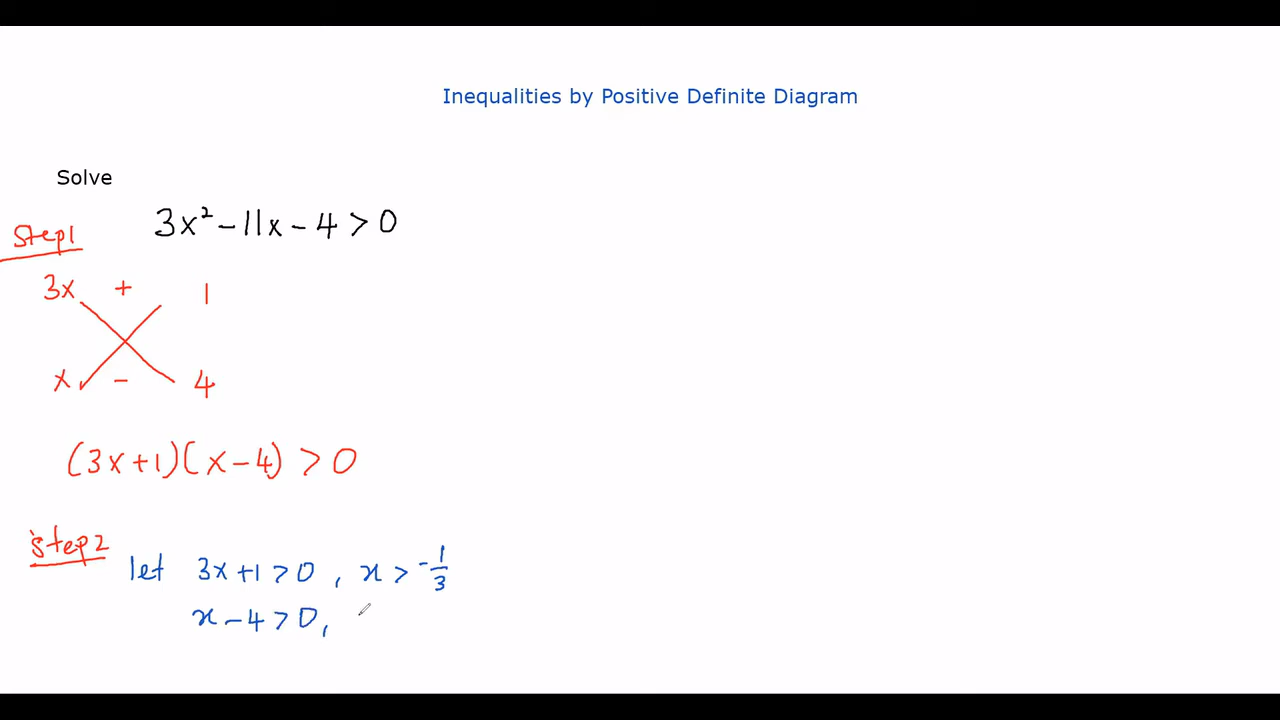 Inequalities by Positive Definite Diagram
Solve
3x² - 11x - 4 > 0
Step1
3x + 1
x - 4
(3x+1)(x-4) > 0
Step2
let 3x+1>0, x > -1/3
x-4>0,